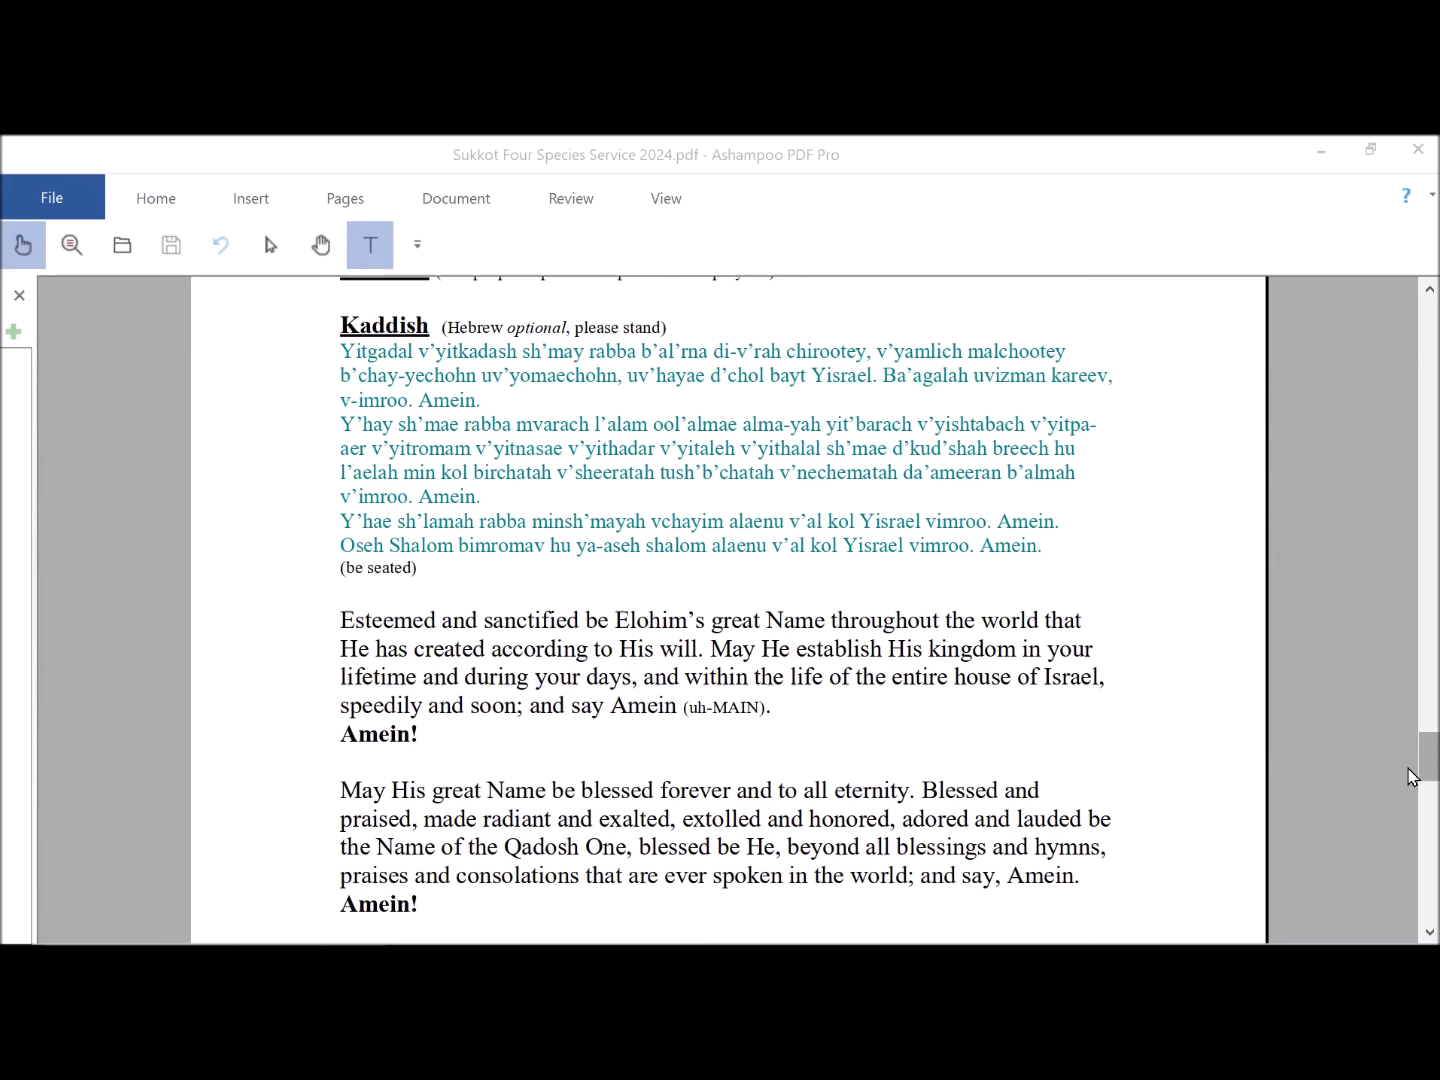 Sukkot Four Species Service 2024.pdf - Ashampoo PDF Pro
File Home Insert Pages Document Review View
Kaddish (Hebrew optional, please stand)
Yitgadal v’yitkadash sh’may rabba b’al’rna di-v’rah chirootey, v’yamlich malchootey
b’chay-yechohn uv’yomaechohn, uv’hayae d’chol bayt Yisrael. Ba’agalah uvizman kareev,
v-imroo. Amein.
Y’hay sh’mae rabba mvarach l’alam ool’almae alma-yah yit’barach v’yishtabach v’yitpa-
aer v’yitromam v’yitnasae v’yithadar v’yitaleh v’yithalal sh’mae d’kud’shah breech hu
l’aelah min kol birchatah v’sheeratah tush’b’chatah v’nechematah da’ameeran b’almah
v’imroo. Amein.
Y’hae sh’lamah rabba minsh’mayah vchayim alaenu v’al kol Yisrael vimroo. Amein.
Oseh Shalom bimromav hu ya-aseh shalom alaenu v’al kol Yisrael vimroo. Amein.
(be seated)
Esteemed and sanctified be Elohim’s great Name throughout the world that
He has created according to His will. May He establish His kingdom in your
lifetime and during your days, and within the life of the entire house of Israel,
speedily and soon; and say Amein (uh-MAIN).
Amein!
May His great Name be blessed forever and to all eternity. Blessed and
praised, made radiant and exalted, extolled and honored, adored and lauded be
the Name of the Qadosh One, blessed be He, beyond all blessings and hymns,
praises and consolations that are ever spoken in the world; and say, Amein.
Amein!